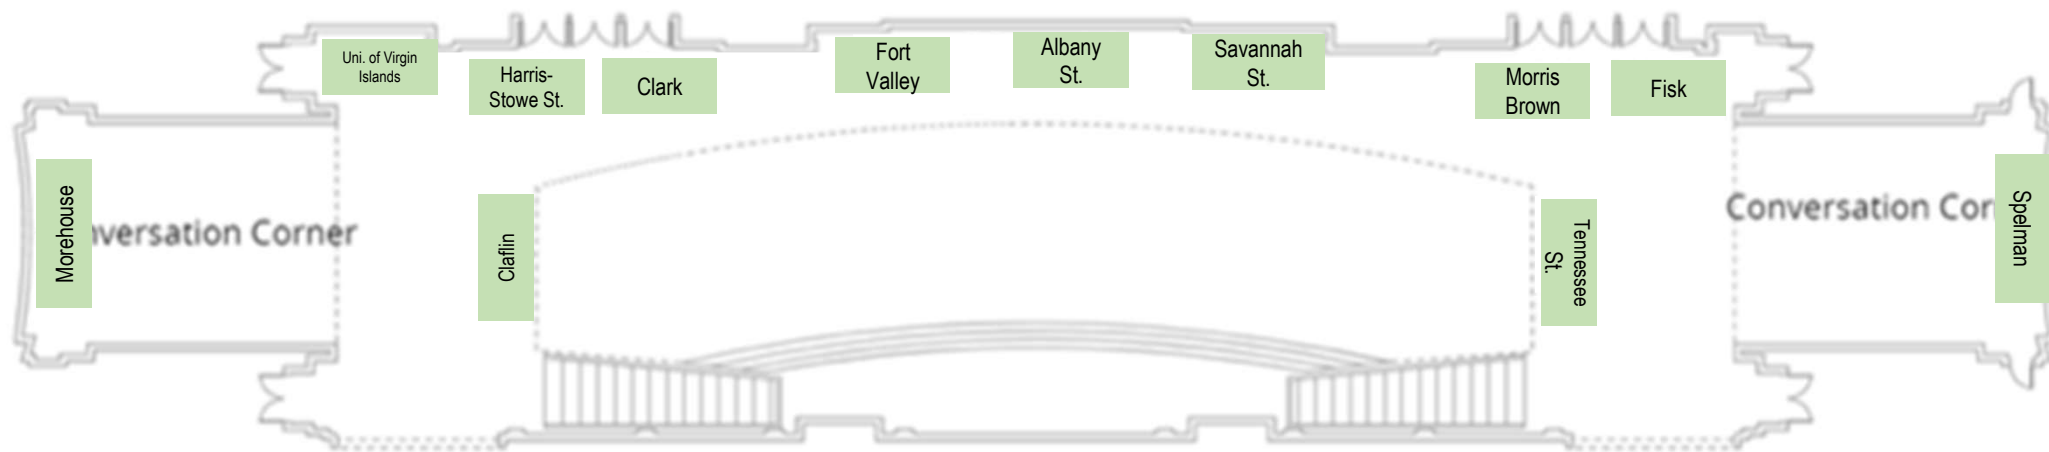 Uni. of Virgin
Islands
Harris-
Stowe St.
Clark
Fort
Valley
Albany
St.
Savannah
St.
Morris
Brown
Fisk
Morehouse
nversation Corner
Claflin
Tennessee
St.
Conversation Cor
Spelman